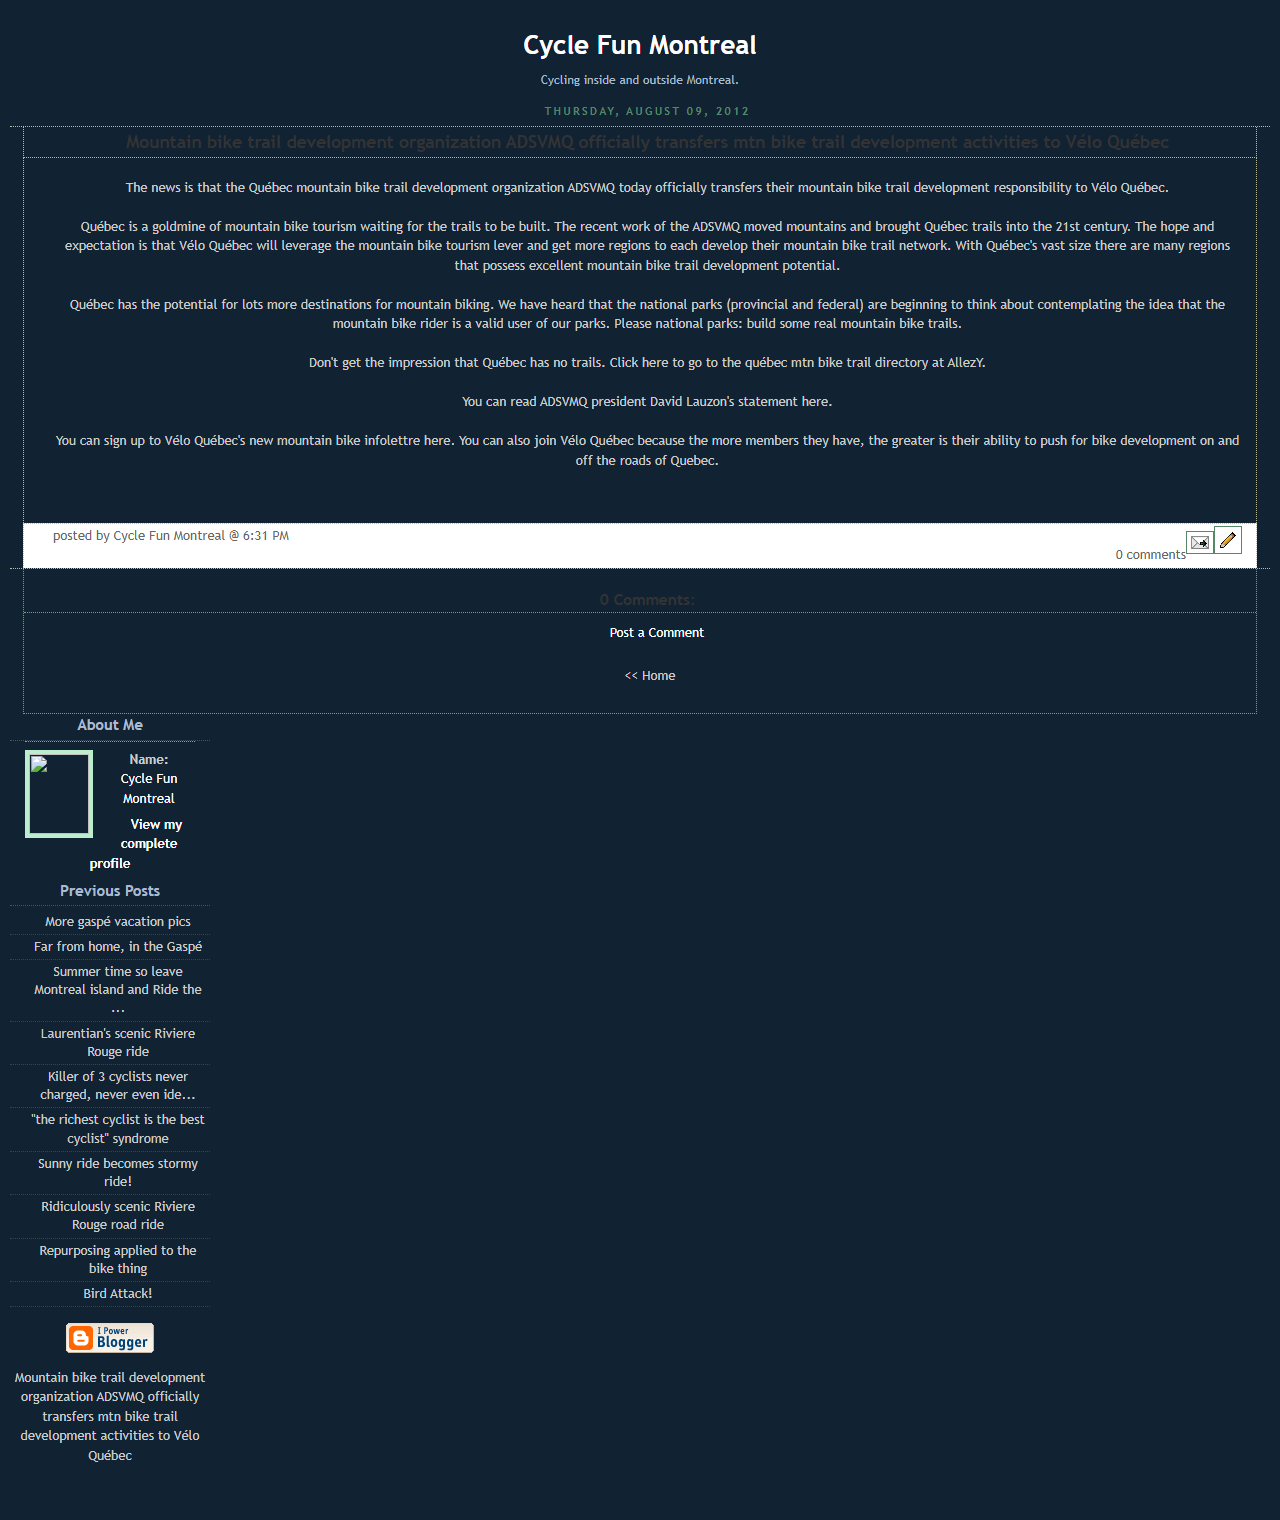 Cycle Fun Montreal
Cycling inside and outside Montreal.
THURSDAY, AUGUST 09, 2012
Mountain bike trail development organization ADSVMQ officially transfers mtn bike trail development activities to Vélo Québec
The news is that the Québec mountain bike trail development organization ADSVMQ today officially transfers their mountain bike trail development responsibility to Vélo Québec.
Québec is a goldmine of mountain bike tourism waiting for the trails to be built. The recent work of the ADSVMQ moved mountains and brought Québec trails into the 21st century. The hope and
expectation is that Vélo Québec will leverage the mountain bike tourism lever and get more regions to each develop their mountain bike trail network. With Québec's vast size there are many regions
that possess excellent mountain bike trail development potential.
Québec has the potential for lots more destinations for mountain biking. We have heard that the national parks (provincial and federal) are beginning to think about contemplating the idea that the
mountain bike rider is a valid user of our parks. Please national parks: build some real mountain bike trails.
Don't get the impression that Québec has no trails. Click here to go to the québec mtn bike trail directory at AllezY.
You can read ADSVMQ president David Lauzon's statement here.
You can sign up to Vélo Québec's new mountain bike infolettre here. You can also join Vélo Québec because the more members they have, the greater is their ability to push for bike development on and
off the roads of Quebec.
posted by Cycle Fun Montreal @ 6:31 PM
0 comments
0 Comments:
Post a Comment
<< Home
About Me
Name:
Cycle Fun
Montreal
View my
complete
profile
Previous Posts
More gaspé vacation pics
Far from home, in the Gaspé
Summer time so leave
Montreal island and Ride the
...
Laurentian's scenic Riviere
Rouge ride
Killer of 3 cyclists never
charged, never even ide...
"the richest cyclist is the best
cyclist" syndrome
Sunny ride becomes stormy
ride!
Ridiculously scenic Riviere
Rouge road ride
Repurposing applied to the
bike thing
Bird Attack!
I Power
Blogger
Mountain bike trail development
organization ADSVMQ officially
transfers mtn bike trail
development activities to Vélo
Québec